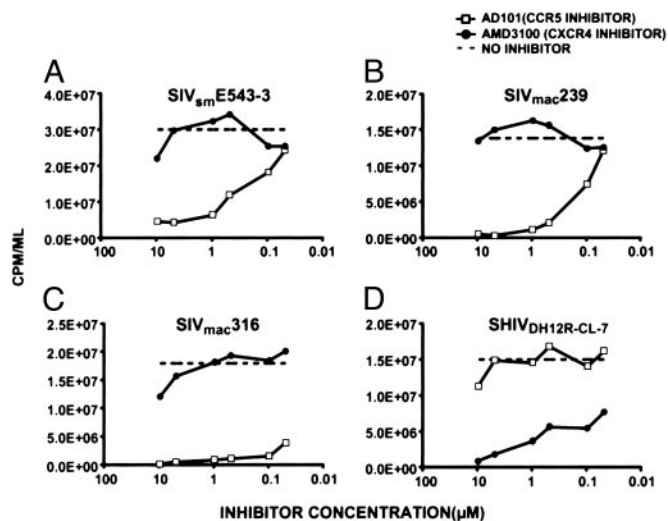 AD101(CCR5 INHIBITOR)
AMD3100 (CXCR4 INHIBITOR)
NO INHIBITOR
A
SIVsmE543-3
4.0E+07
3.0E+07
2.0E+07
1.0E+07
0.0E+00
100 10 1 0.1 0.01
B
SIVmac239
2.0E+07
1.5E+07
1.0E+07
5.0E+06
0.0E+00
100 10 1 0.1 0.01
CPM/ML
C
SIVmac316
2.5E+07
2.0E+07
1.5E+07
1.0E+07
5.0E+06
0.0E+00
100 10 1 0.1 0.01
D
SHIVDH12R-CL-7
2.0E+07
1.5E+07
1.0E+07
5.0E+06
0.0E+00
100 10 1 0.1 0.01
INHIBITOR CONCENTRATION(µM)